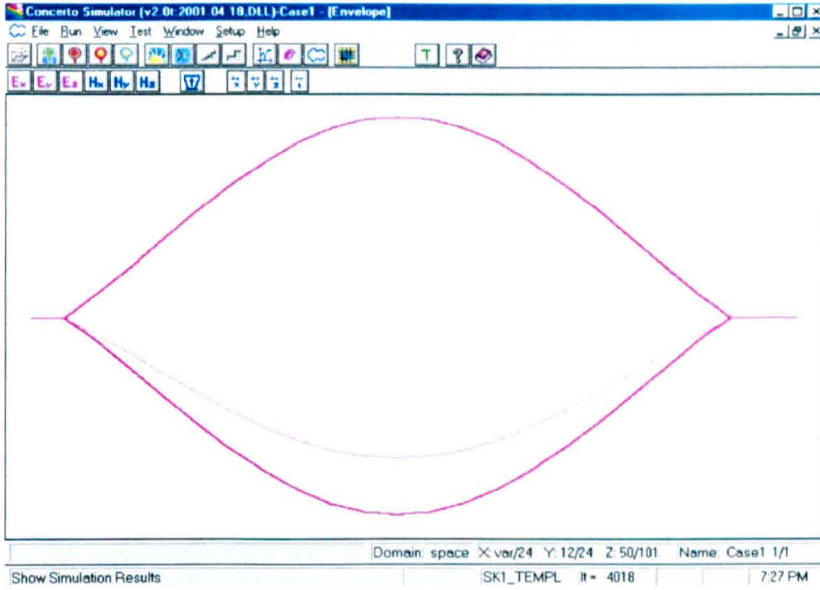 Concerto Simulator (v2.0t:2001.04.18,DLL)-Case1 - [Envelope]
File Run View Test Window Setup Help
T ?
Ex Ey Ez Hx Hy Hz
Domain: space X:var/24 Y:12/24 Z:50/101 Name: Case1 1/1
Show Simulation Results SK1_TEMPL It= 4018 7:27 PM